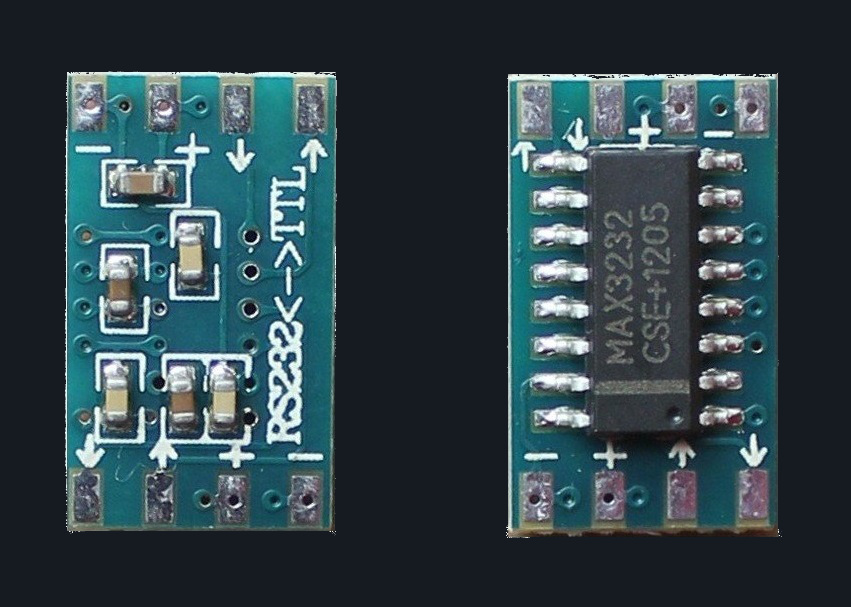 − + ↓ ↑
RS232<->TTL
↓ ↑ + −
↑ ↓ + −
MAX3232
CSE+1205
− + ↑ ↓